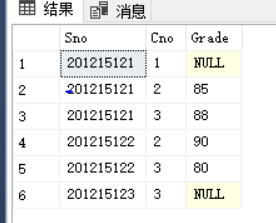 结果 消息
Sno Cno Grade
1 201215121 1 NULL
2 201215121 2 85
3 201215121 3 88
4 201215122 2 90
5 201215122 3 80
6 201215123 3 NULL